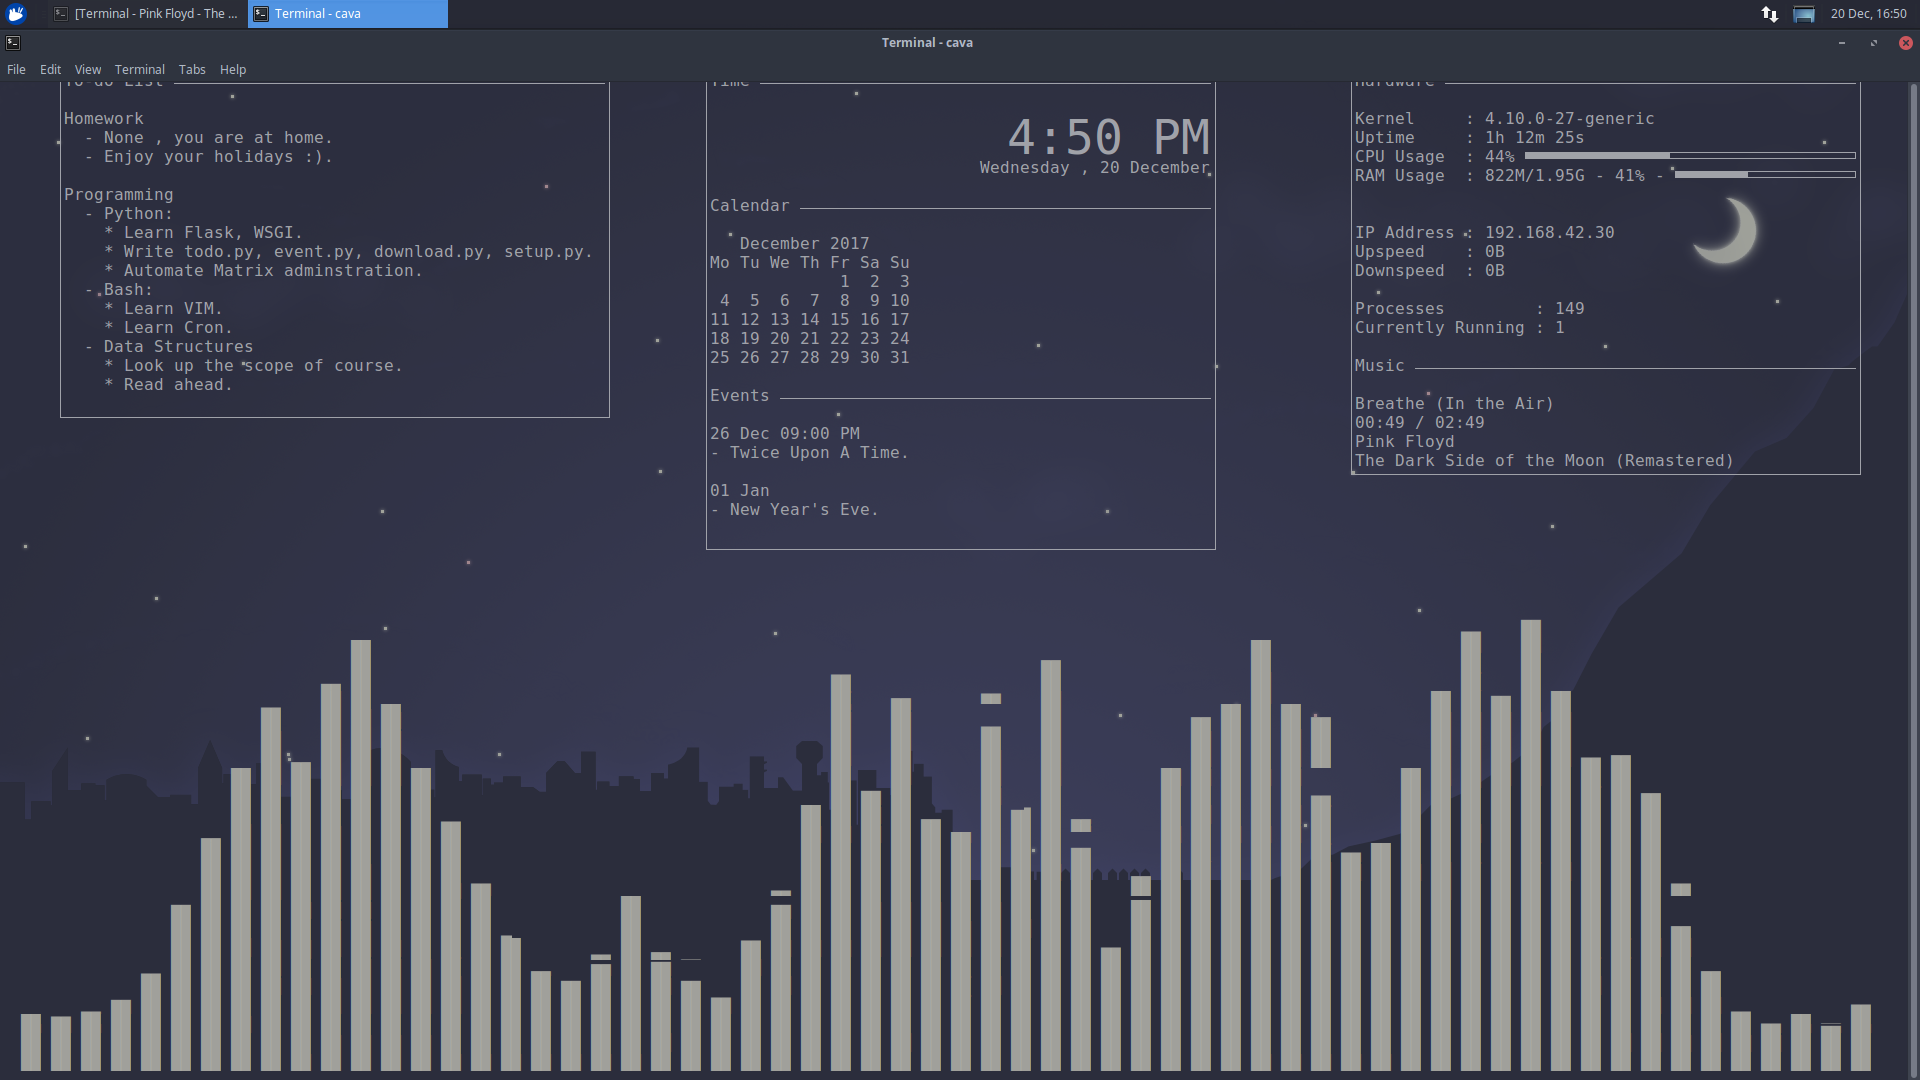 [Terminal - Pink Floyd - The ...
Terminal - cava
20 Dec, 16:50
Terminal - cava
File Edit View Terminal Tabs Help
To-do List
Homework
- None , you are at home.
- Enjoy your holidays :).
Programming
- Python:
* Learn Flask, WSGI.
* Write todo.py, event.py, download.py, setup.py.
* Automate Matrix adminstration.
- Bash:
* Learn VIM.
* Learn Cron.
- Data Structures
* Look up the scope of course.
* Read ahead.
Time
4:50 PM
Wednesday , 20 December
Calendar
December 2017
Mo Tu We Th Fr Sa Su
1 2 3
4 5 6 7 8 9 10
11 12 13 14 15 16 17
18 19 20 21 22 23 24
25 26 27 28 29 30 31
Events
26 Dec 09:00 PM
- Twice Upon A Time.
01 Jan
- New Year's Eve.
Hardware
Kernel : 4.10.0-27-generic
Uptime : 1h 12m 25s
CPU Usage : 44%
RAM Usage : 822M/1.95G - 41% -
IP Address : 192.168.42.30
Upspeed : 0B
Downspeed : 0B
Processes : 149
Currently Running : 1
Music
Breathe (In the Air)
00:49 / 02:49
Pink Floyd
The Dark Side of the Moon (Remastered)